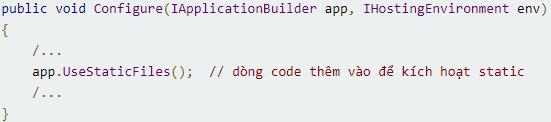 public void Configure(IApplicationBuilder app, IHostingEnvironment env)
{
/...
app.UseStaticFiles(); // dòng code thêm vào để kích hoạt static
/...
}